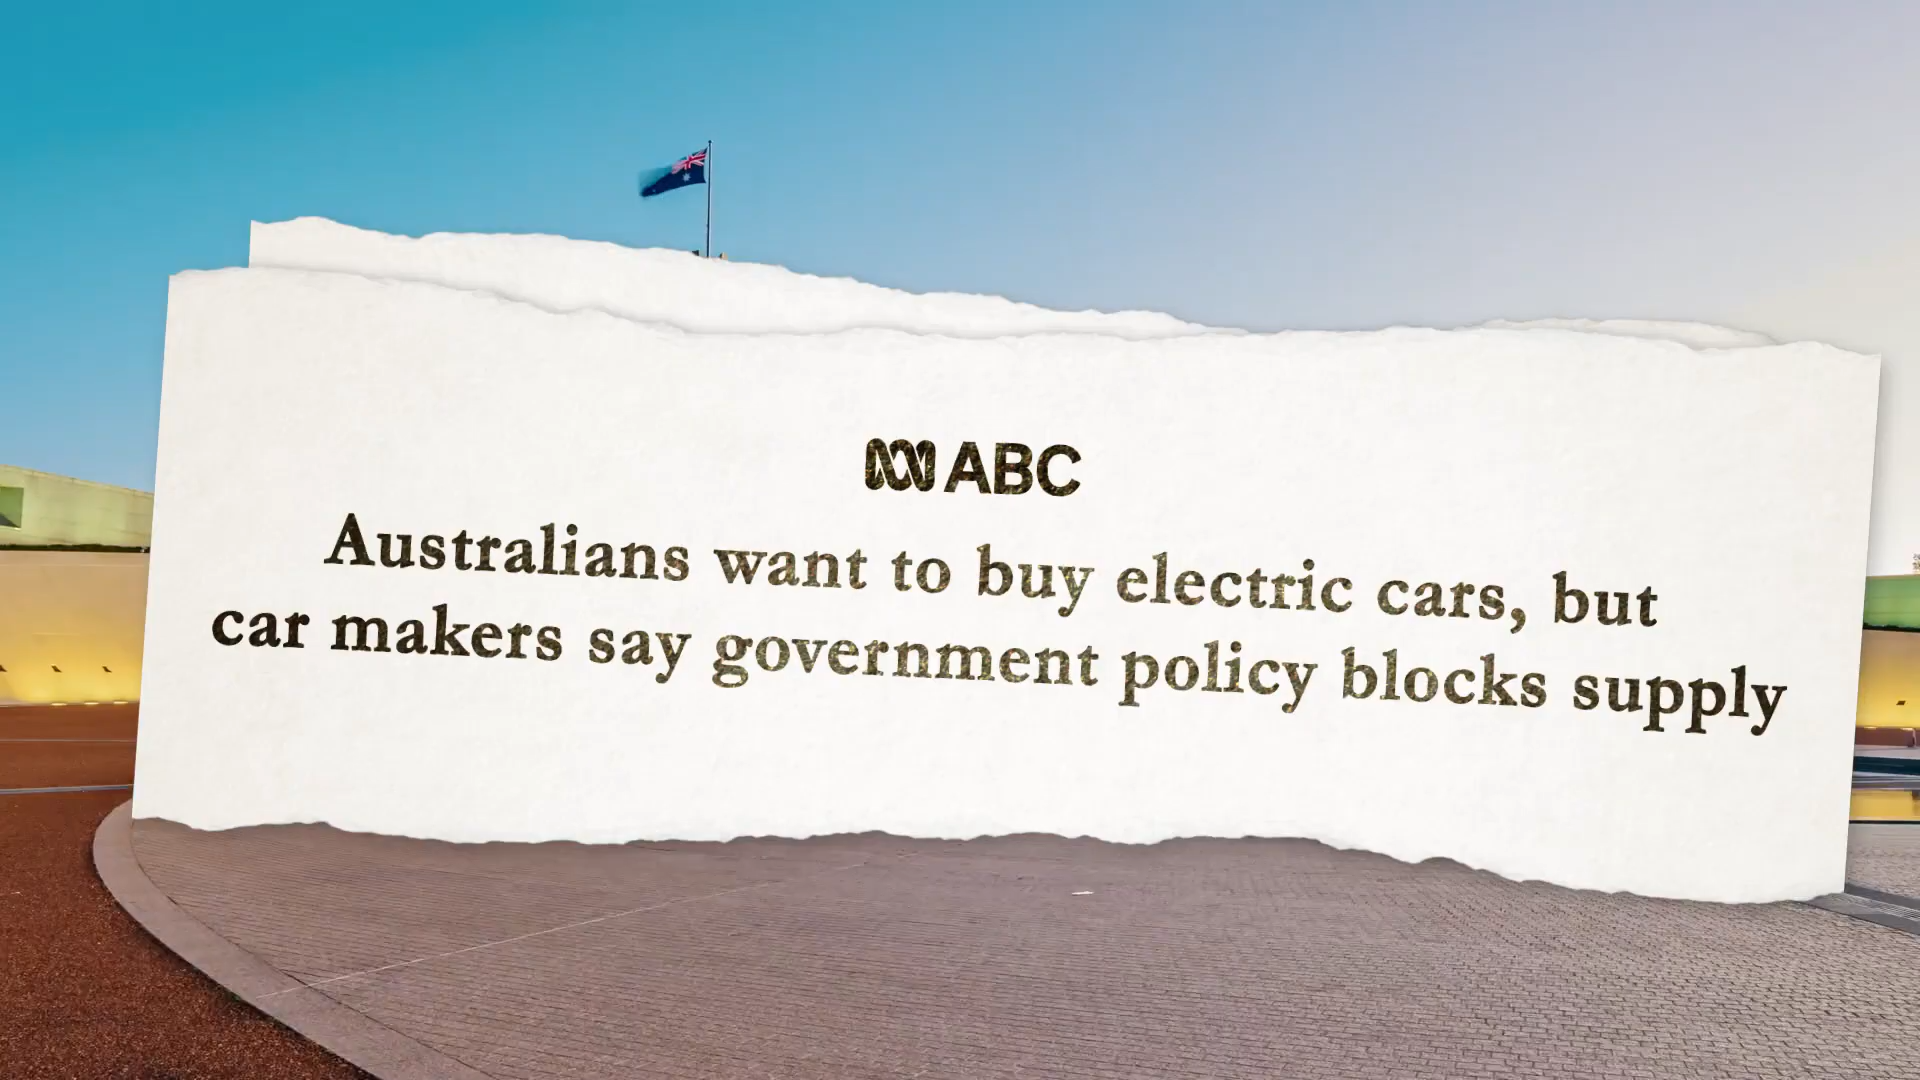 ABC
Australians want to buy electric cars, but
car makers say government policy blocks supply